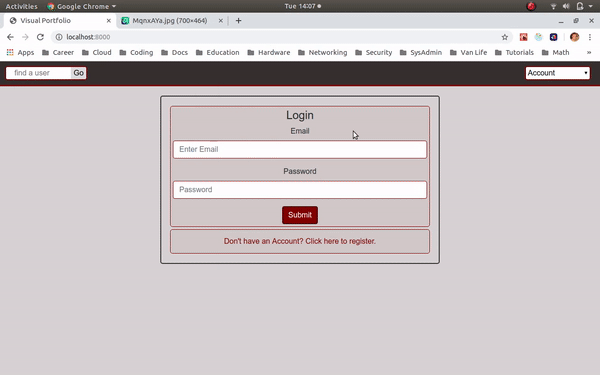 Activities Google Chrome Tue 14:07
Visual Portfolio MqnxAYa.jpg (700×464)
localhost:8000
Apps Career Cloud Coding Docs Education Hardware Networking Security SysAdmin Van Life Tutorials Math »
find a user Go Account
Login
Email
Enter Email
Password
Password
Submit
Don't have an Account? Click here to register.